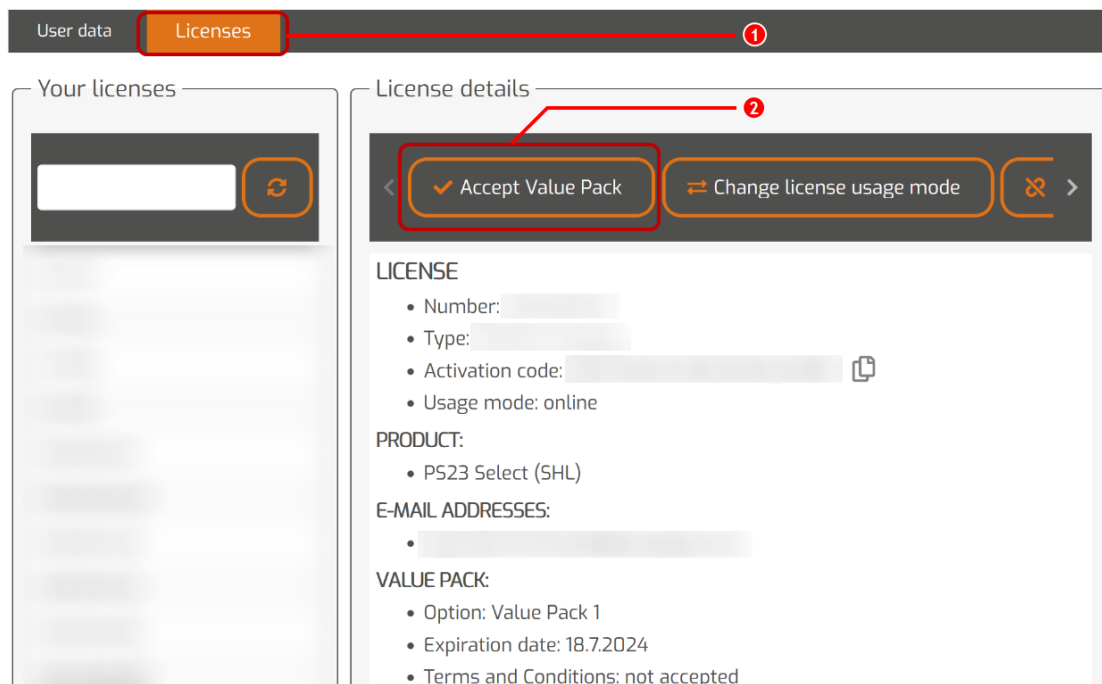 User data
Licenses
1
Your licenses
License details
2
Accept Value Pack
Change license usage mode
LICENSE
• Number:
• Type:
• Activation code:
• Usage mode: online
PRODUCT:
• PS23 Select (SHL)
E-MAIL ADDRESSES:
•
VALUE PACK:
• Option: Value Pack 1
• Expiration date: 18.7.2024
• Terms and Conditions: not accepted